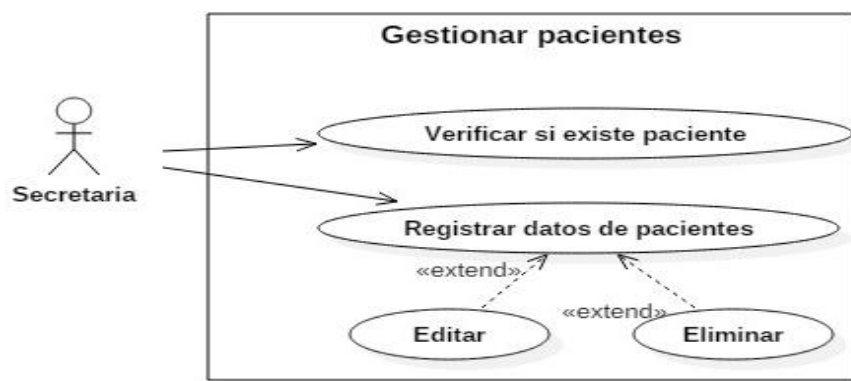 Gestionar pacientes
Verificar si existe paciente
Secretaria
Registrar datos de pacientes
«extend»
«extend»
Editar
Eliminar